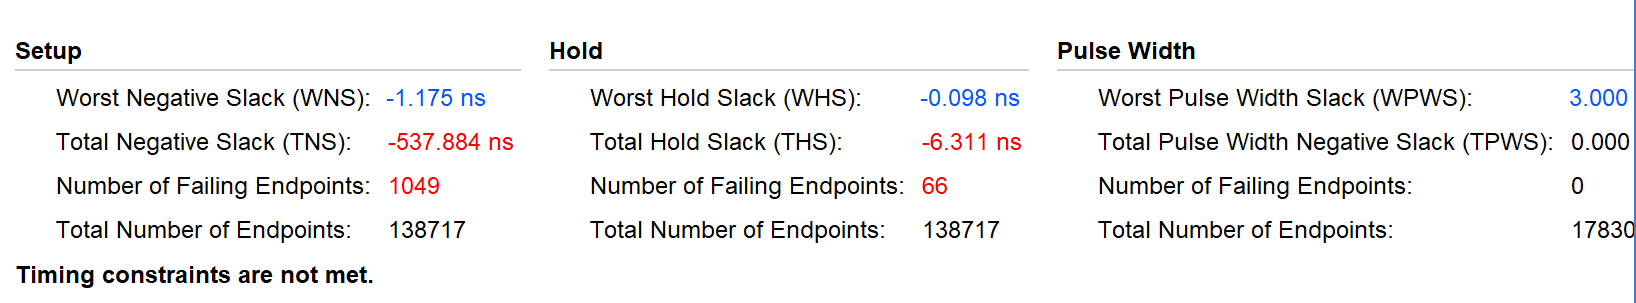 Setup
Worst Negative Slack (WNS): -1.175 ns
Total Negative Slack (TNS): -537.884 ns
Number of Failing Endpoints: 1049
Total Number of Endpoints: 138717
Hold
Worst Hold Slack (WHS): -0.098 ns
Total Hold Slack (THS): -6.311 ns
Number of Failing Endpoints: 66
Total Number of Endpoints: 138717
Pulse Width
Worst Pulse Width Slack (WPWS): 3.000
Total Pulse Width Negative Slack (TPWS): 0.000
Number of Failing Endpoints: 0
Total Number of Endpoints: 17830
Timing constraints are not met.